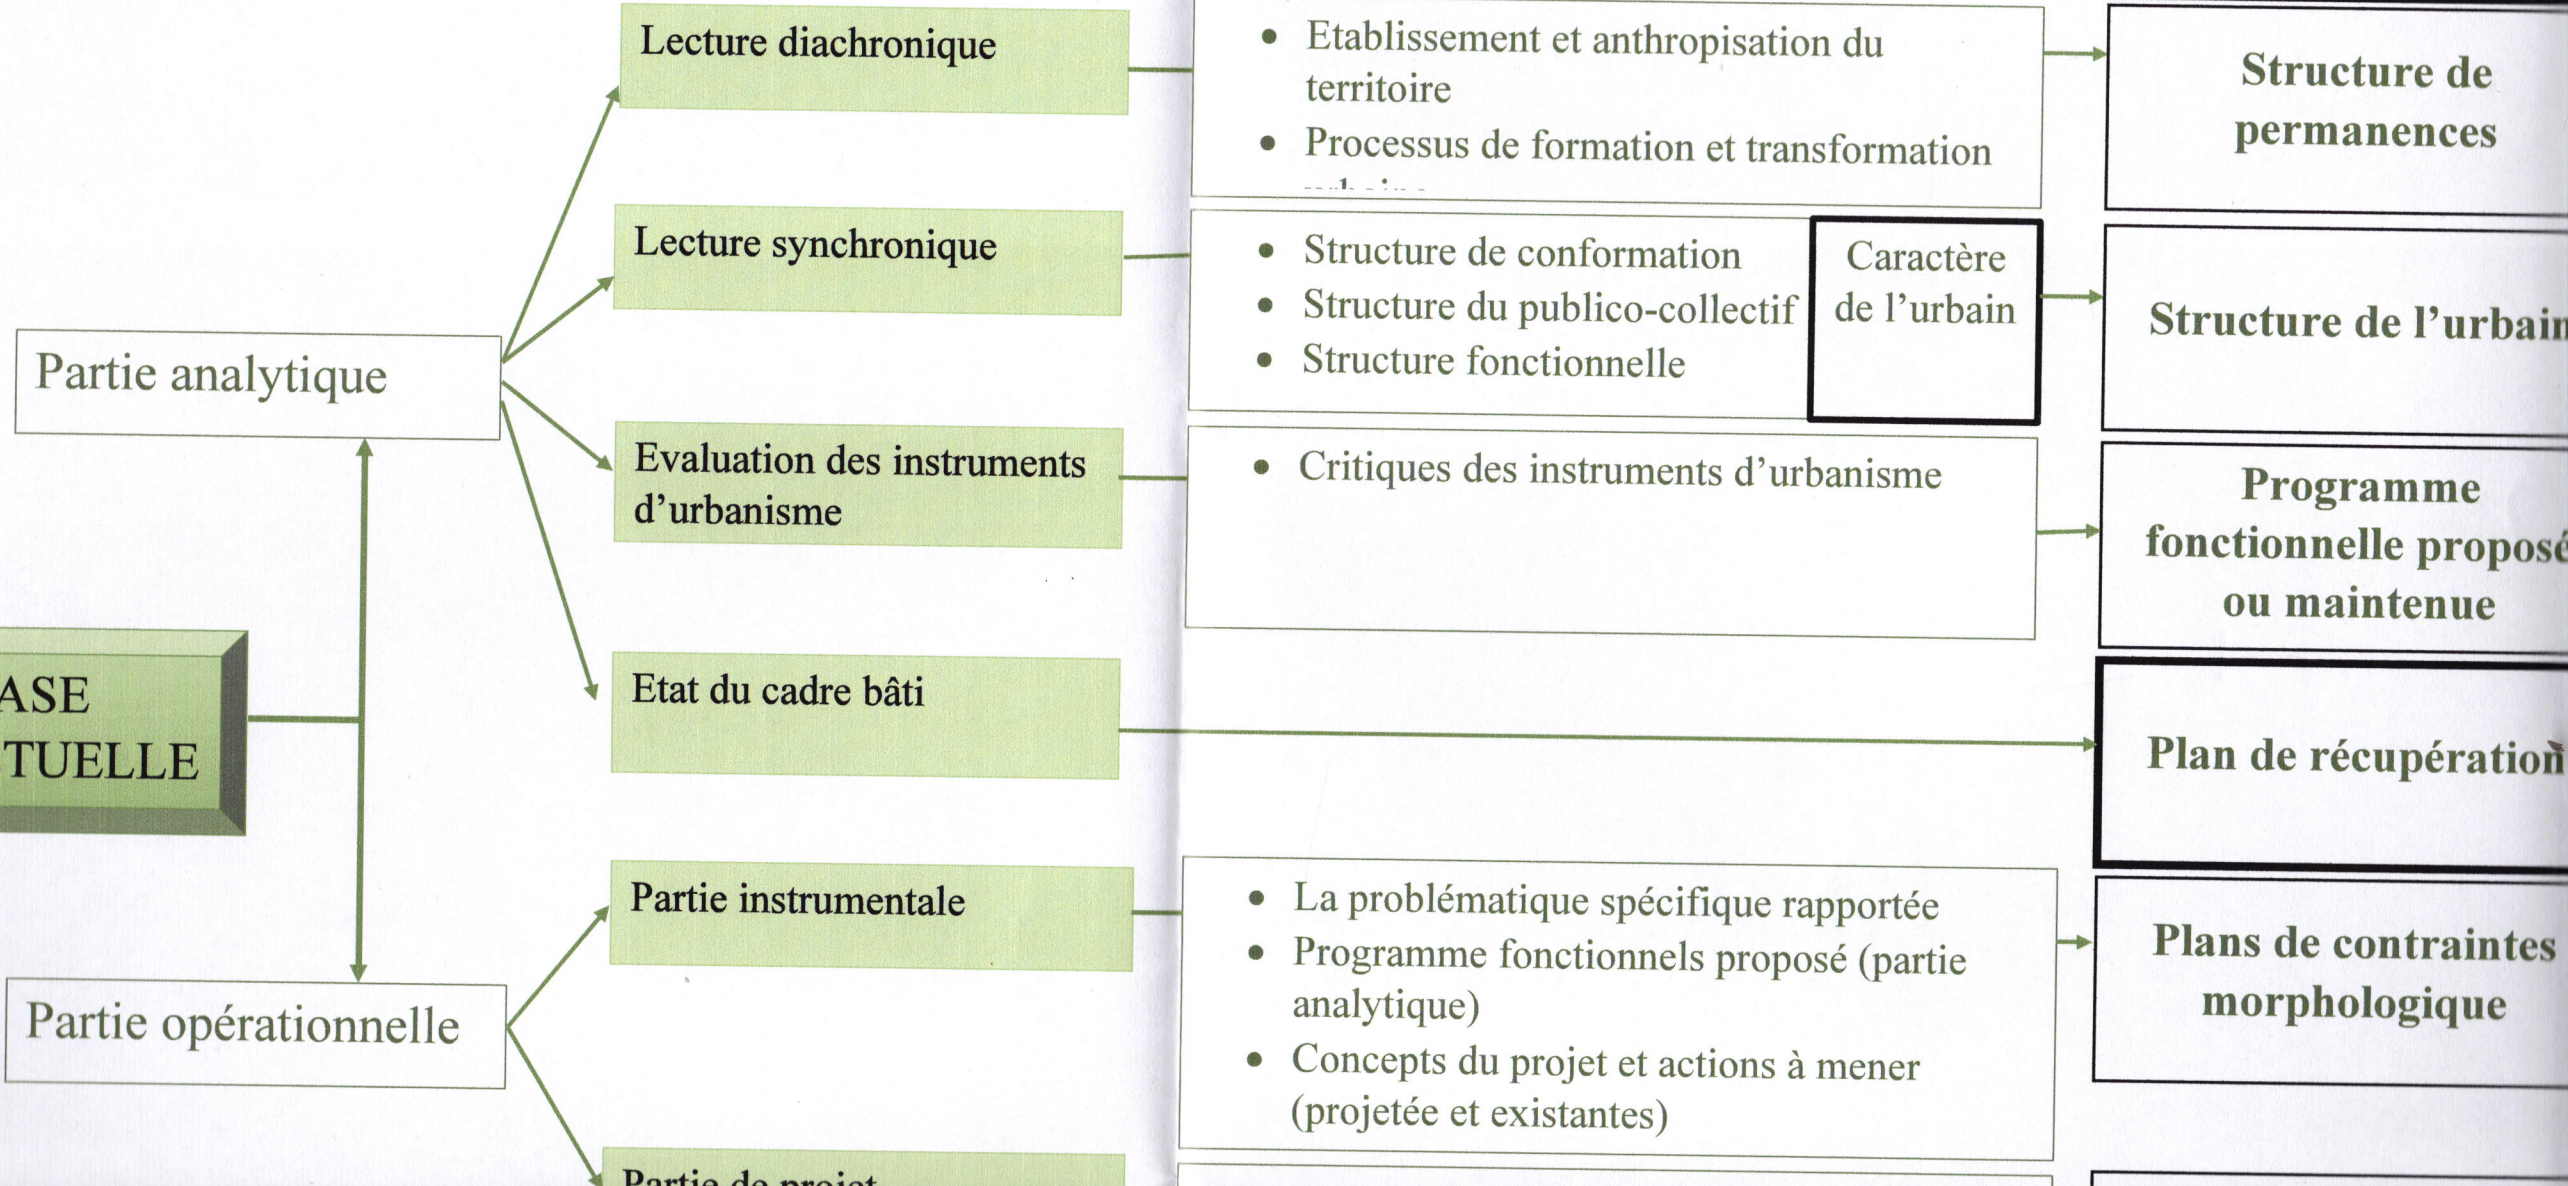 Lecture diachronique
• Etablissement et anthropisation du
territoire
• Processus de formation et transformation
Structure de
permanences
Lecture synchronique
• Structure de conformation
• Structure du publico-collectif
• Structure fonctionnelle
Caractère
de l’urbain
Structure de l’urbain
Partie analytique
Evaluation des instruments
d’urbanisme
• Critiques des instruments d’urbanisme
Programme
fonctionnelle proposé
ou maintenue
ASE
TUELLE
Etat du cadre bâti
Plan de récupération
Partie instrumentale
• La problématique spécifique rapportée
• Programme fonctionnels proposé (partie
analytique)
• Concepts du projet et actions à mener
(projetée et existantes)
Plans de contraintes
morphologique
Partie opérationnelle
Partie de projet